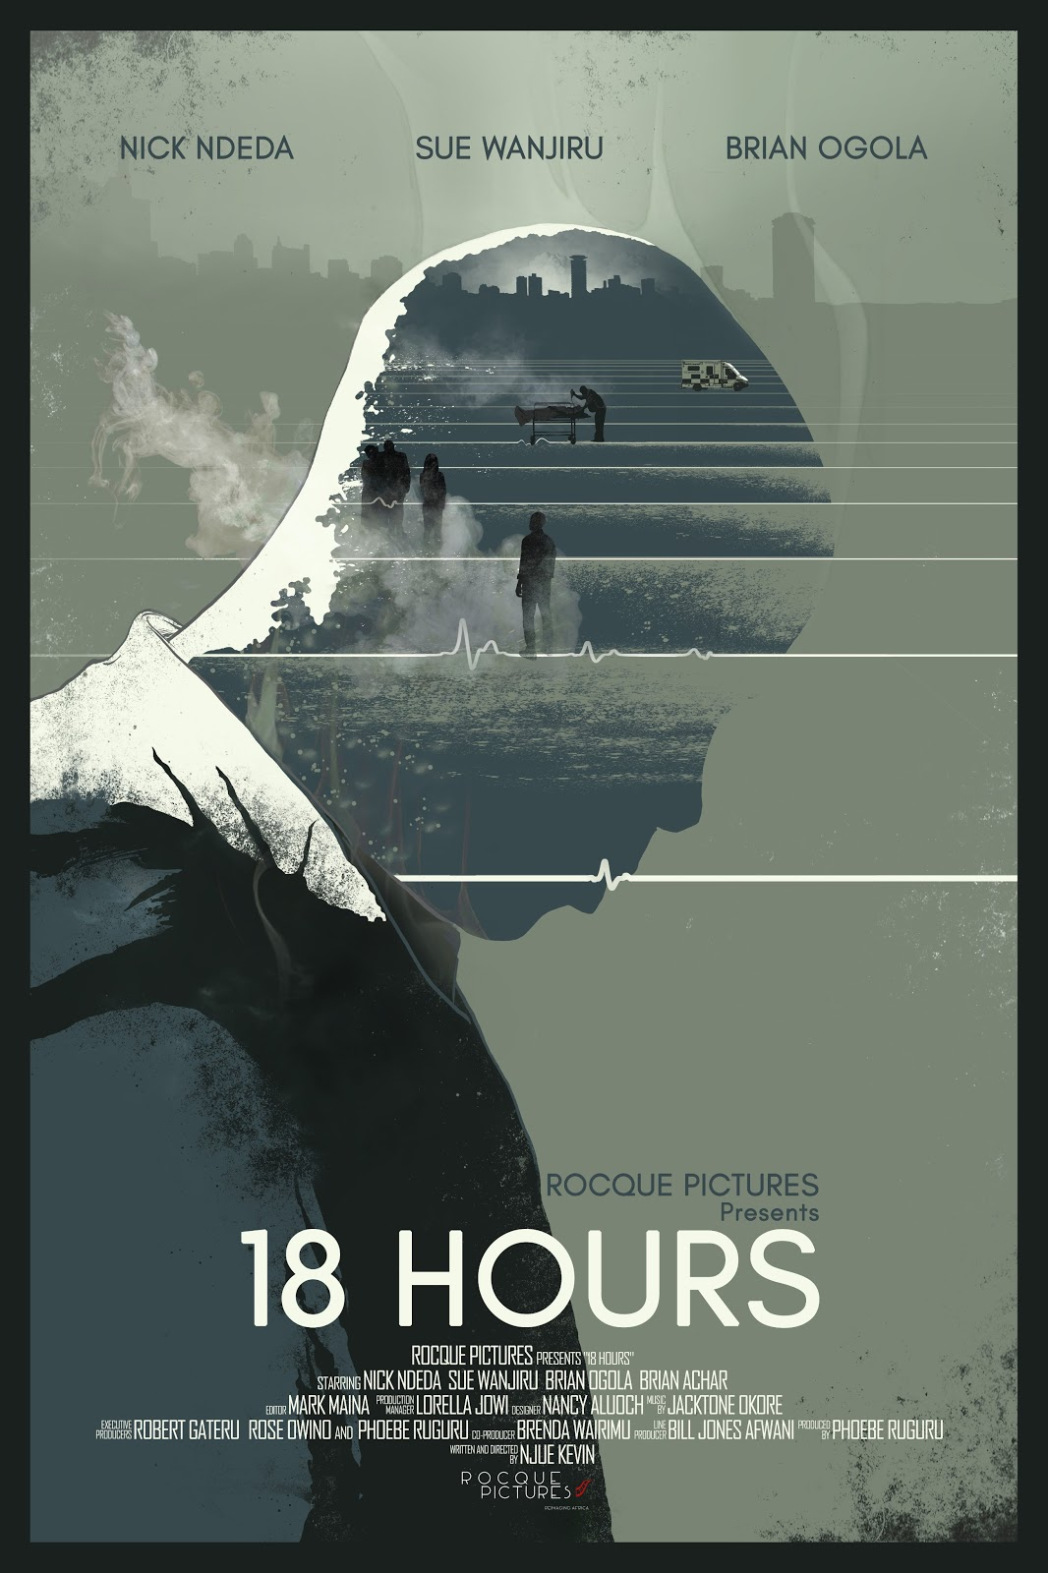 NICK NDEDA SUE WANJIRU BRIAN OGOLA
ROCQUE PICTURES
Presents
18 HOURS
ROCQUE PICTURES PRESENTS "18 HOURS"
STARRING NICK NDEDA SUE WANJIRU BRIAN OGOLA BRIAN ACHAR
EDITOR MARK MAINA PRODUCTION MANAGER LORELLA JOWI DESIGNER NANCY ALUOCH MUSIC BY JACKTONE OKORE
EXECUTIVE PRODUCERS ROBERT GATERU ROSE OWINO AND PHOEBE RUGURU CO-PRODUCER BRENDA WAIRIMU LINE PRODUCER BILL JONES AFWANI PRODUCED BY PHOEBE RUGURU
WRITTEN AND DIRECTED BY NJUE KEVIN
ROCQUE
PICTURES
REIMAGING AFRICA